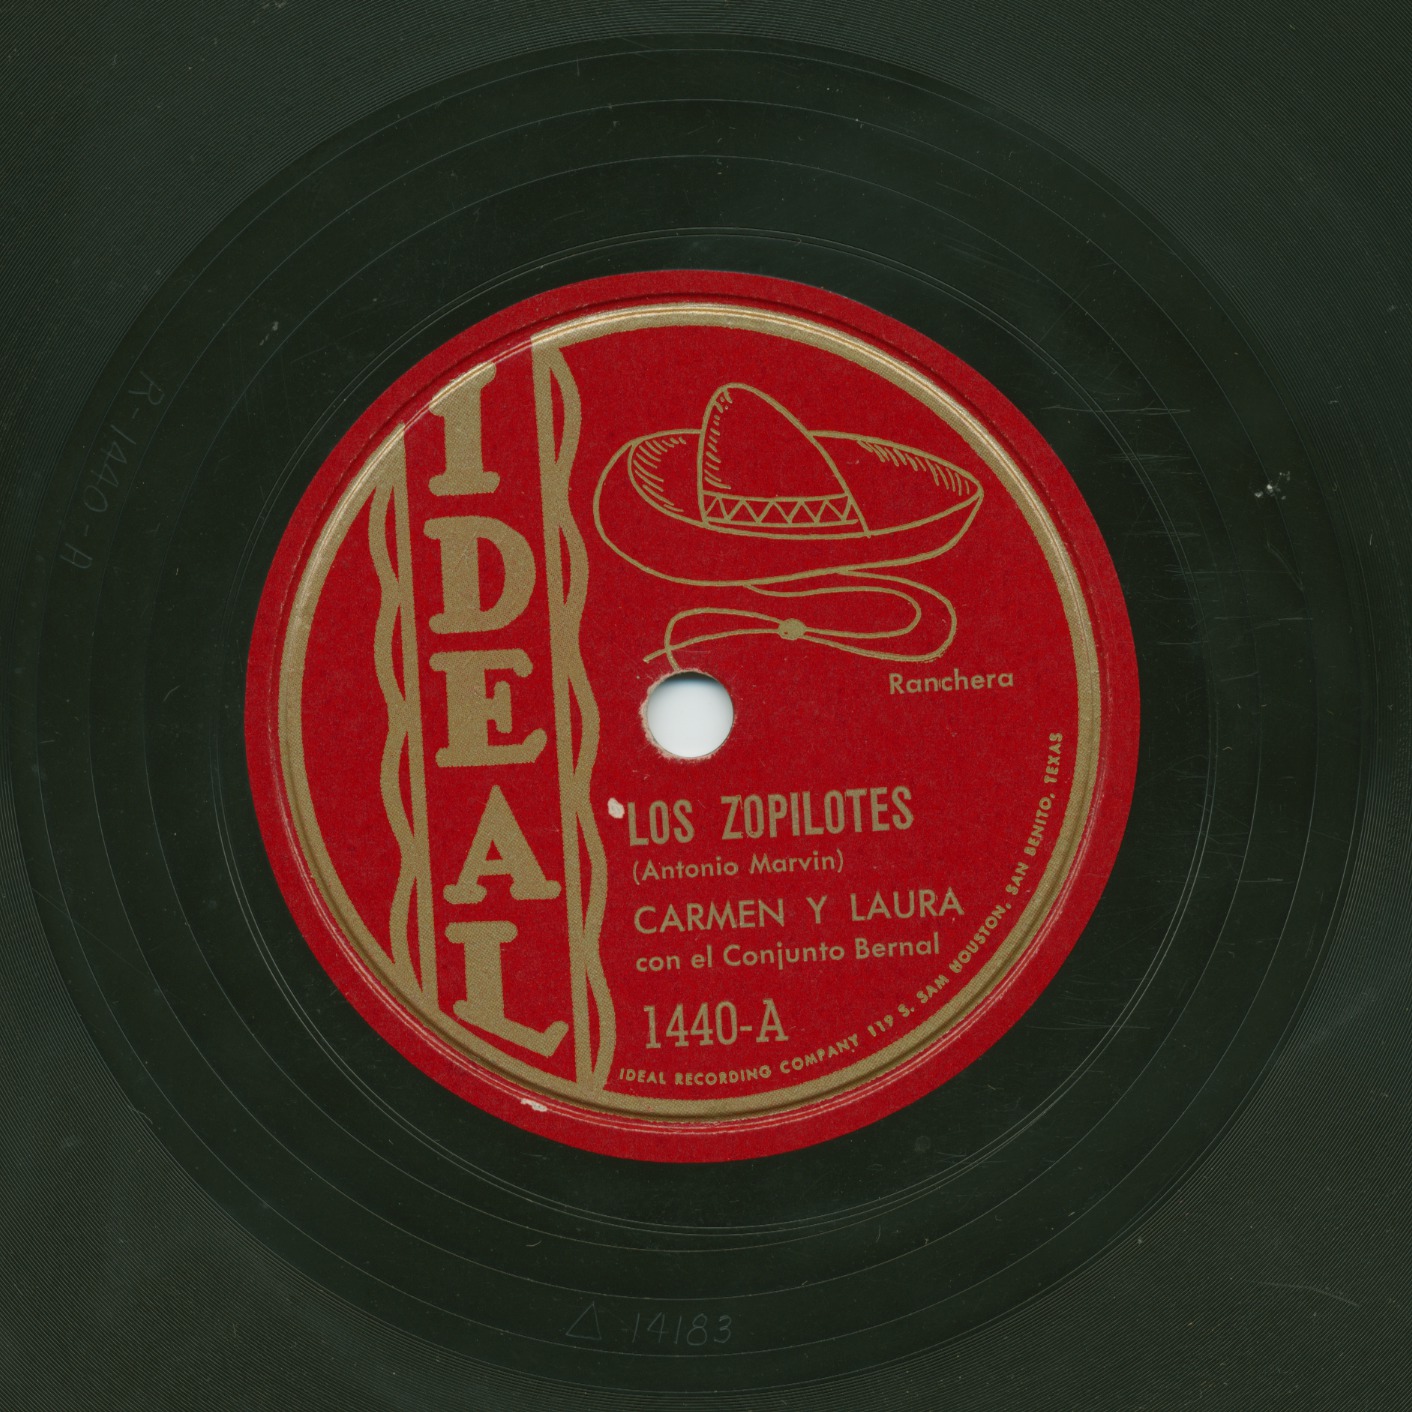 IDEAL
Ranchera
LOS ZOPILOTES
(Antonio Marvin)
CARMEN Y LAURA
con el Conjunto Bernal
1440-A
IDEAL RECORDING COMPANY 119 S. SAM HOUSTON, SAN BENITO, TEXAS
R-1440-A
△ 14183